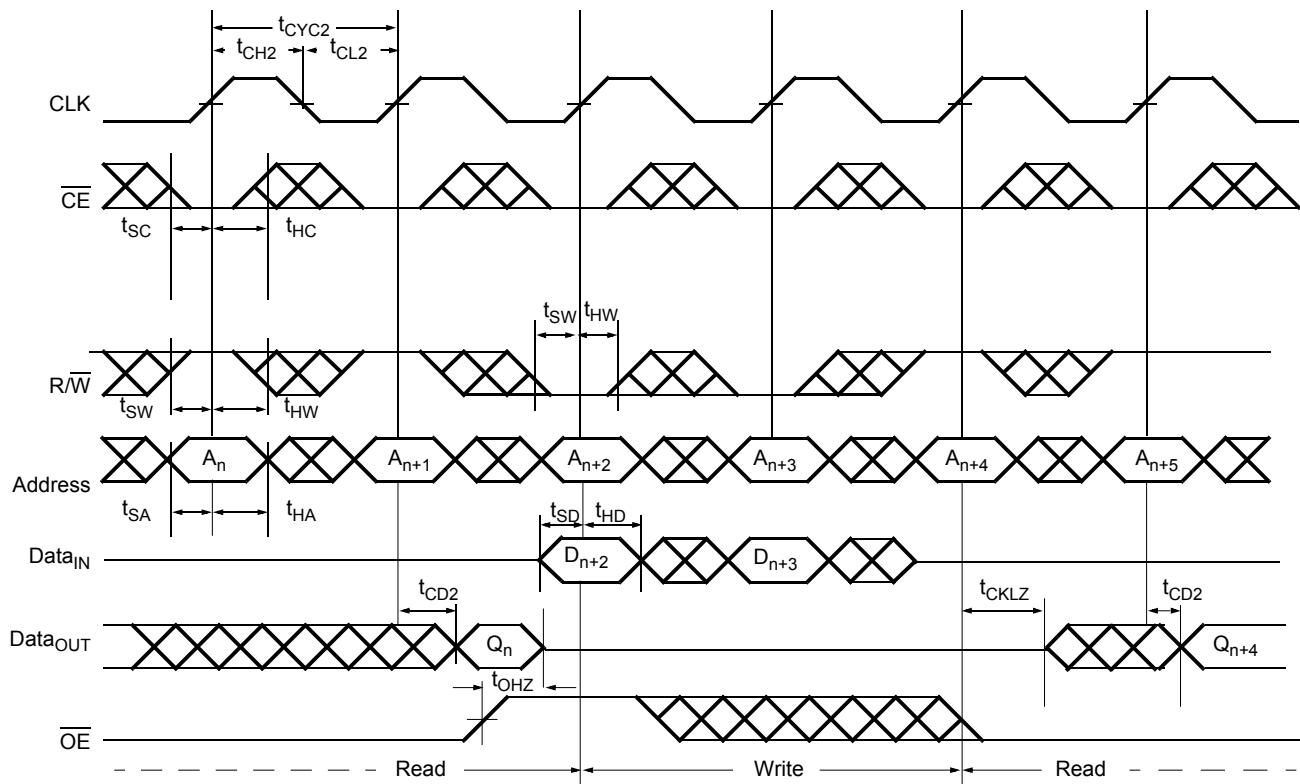 tCYC2
tCH2 tCL2
CLK
CE
tSC tHC
tSW tHW
R/W
tSW tHW
An An+1 An+2 An+3 An+4 An+5
Address
tSA tHA
tSD tHD
DataIN
Dn+2 Dn+3
tCD2 tCKLZ tCD2
DataOUT
Qn Qn+4
tOHZ
OE
Read Write Read